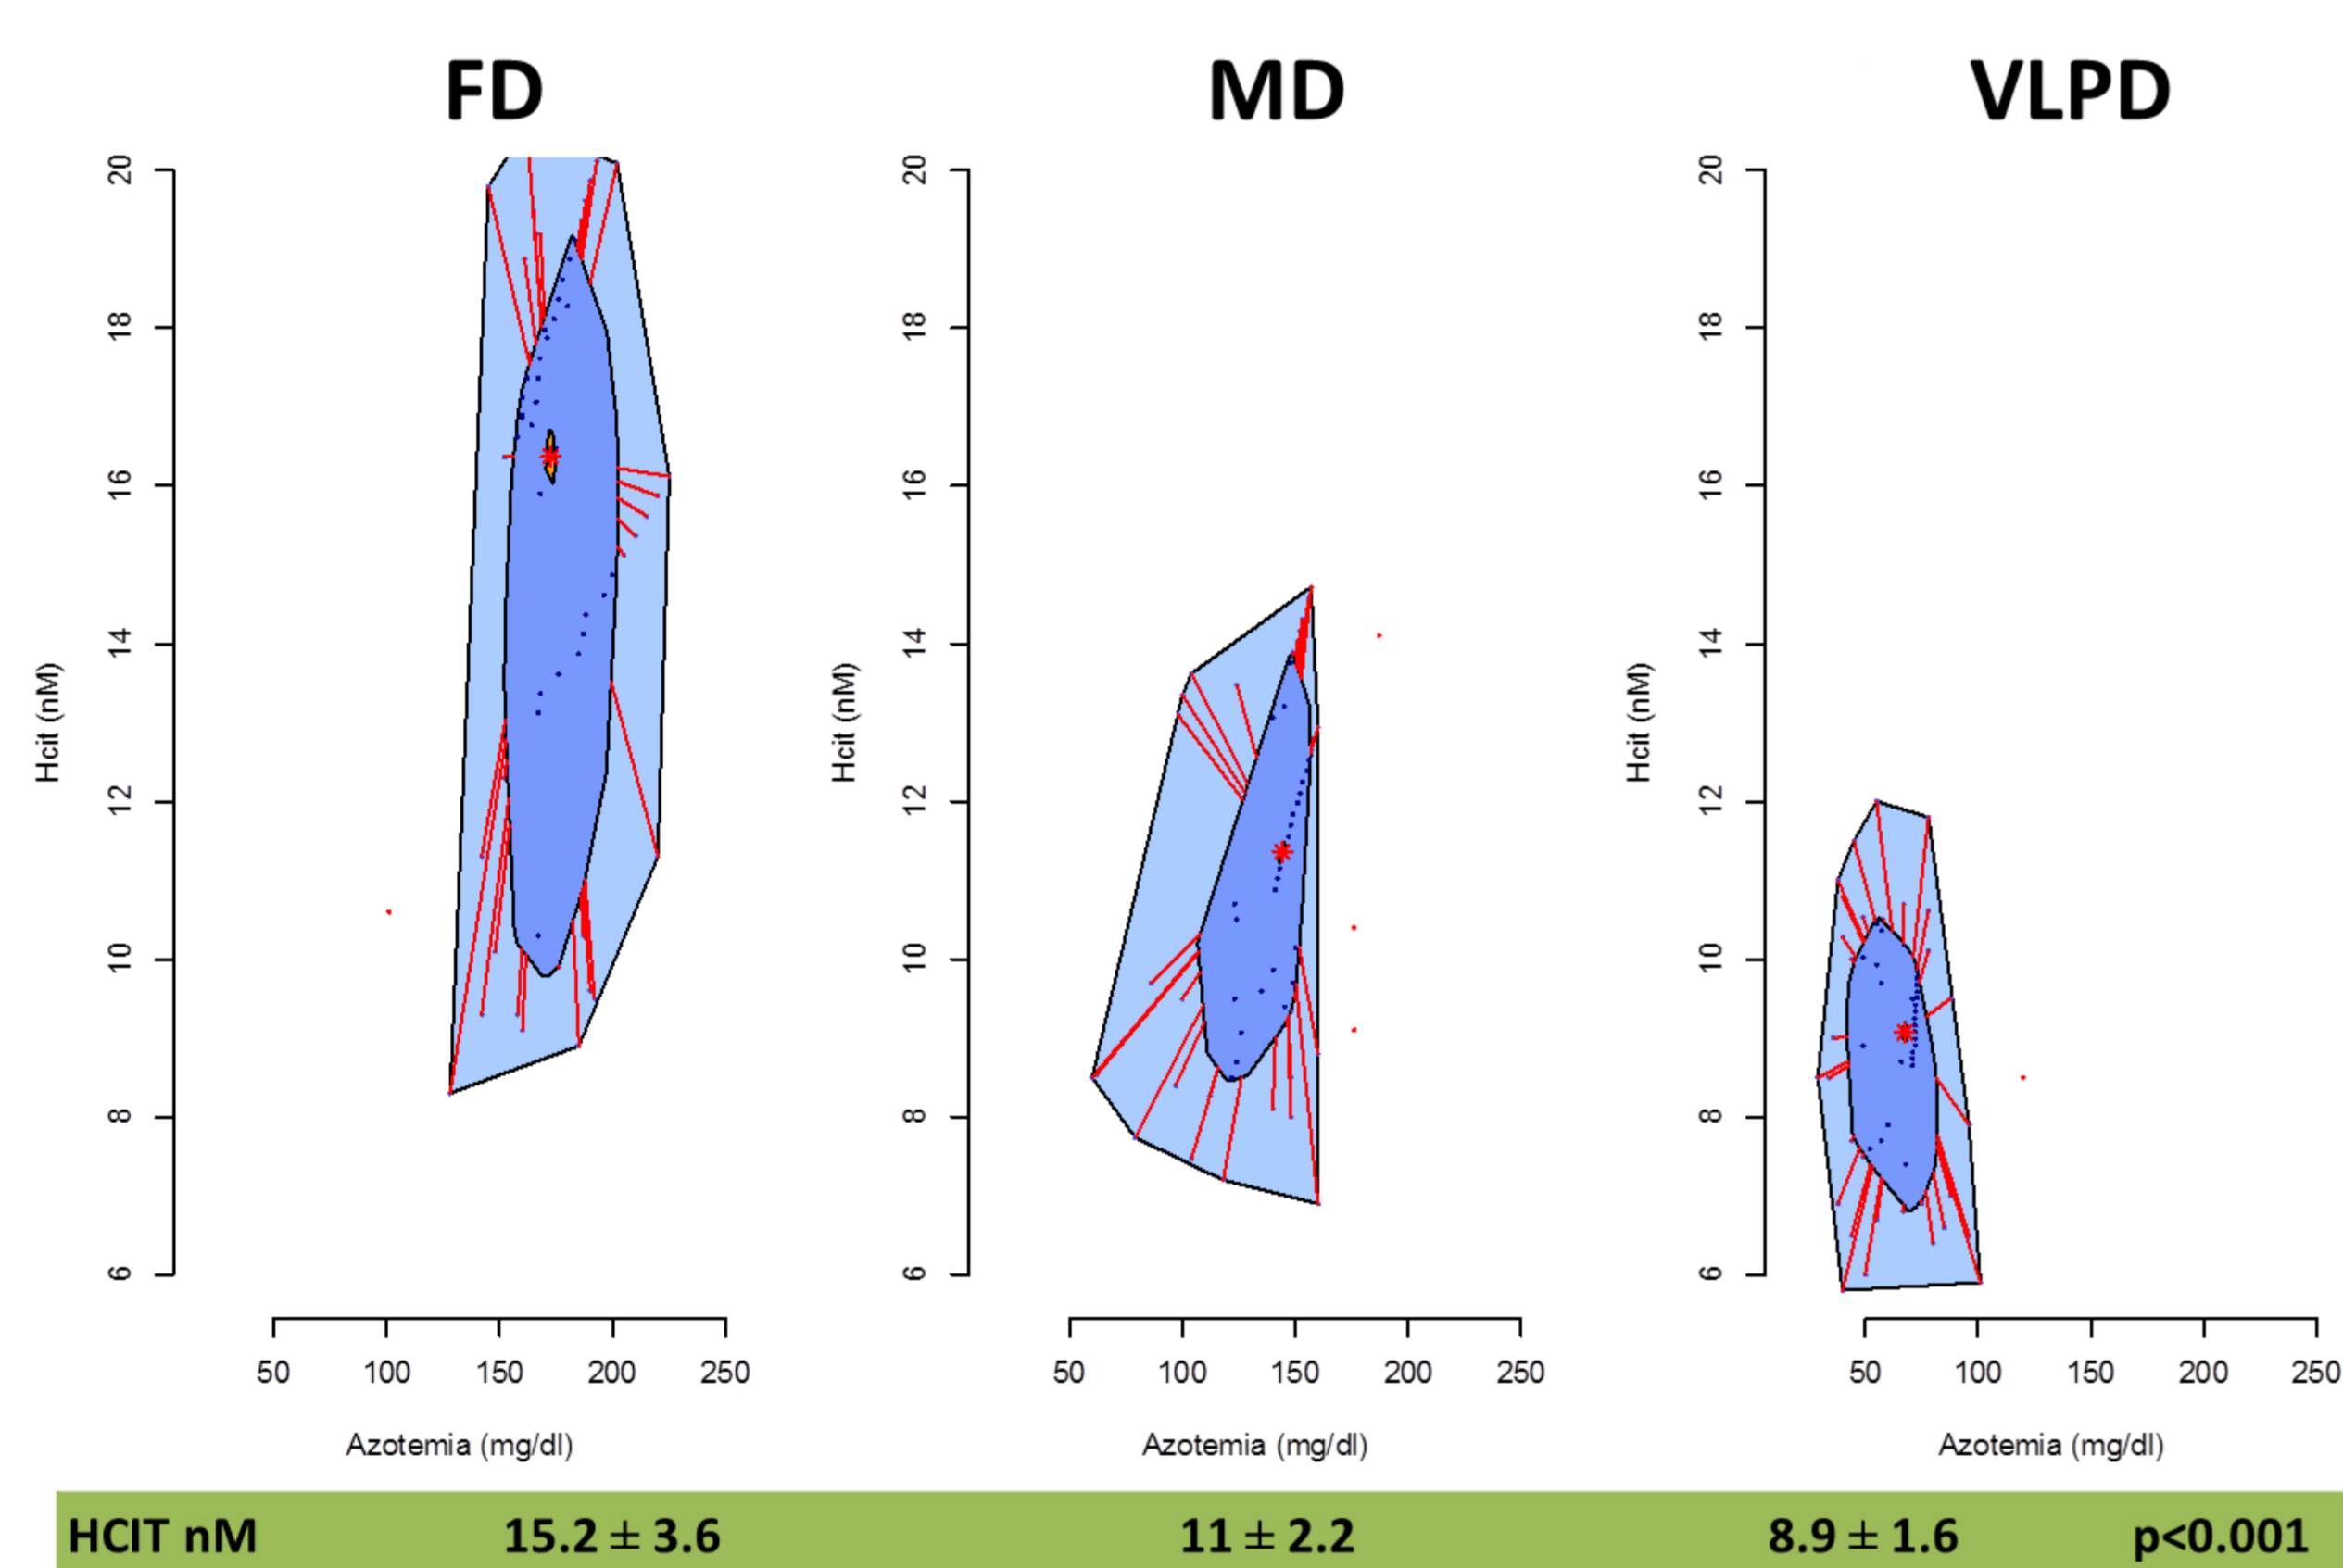 FD MD VLPD
20 20 20
18 18 18
16 16 16
14 14 14
12 12 12
10 10 10
8 8 8
6 6 6
Hcit (nM) Hcit (nM) Hcit (nM)
50 100 150 200 250 50 100 150 200 250 50 100 150 200 250
Azotemia (mg/dl) Azotemia (mg/dl) Azotemia (mg/dl)
HCIT nM 15.2 ± 3.6 11 ± 2.2 8.9 ± 1.6 p<0.001